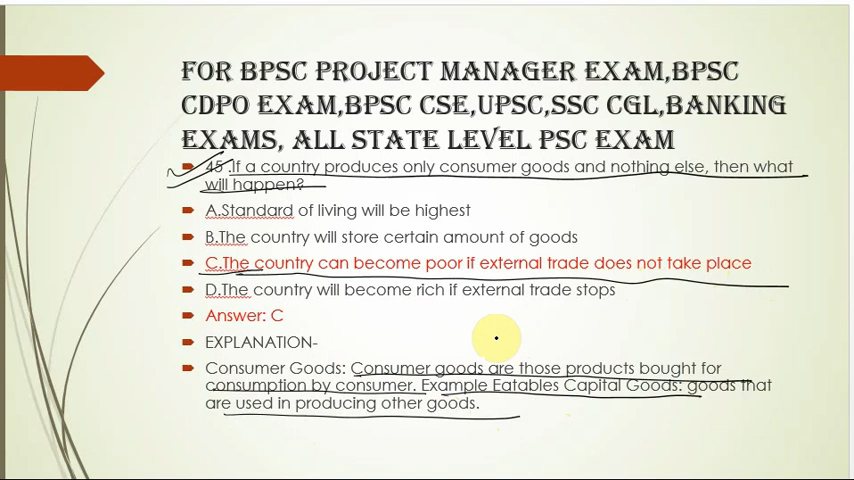 FOR BPSC PROJECT MANAGER EXAM,BPSC
CDPO EXAM,BPSC CSE,UPSC,SSC CGL,BANKING
EXAMS, ALL STATE LEVEL PSC EXAM
45 .If a country produces only consumer goods and nothing else, then what
will happen?
A.Standard of living will be highest
B.The country will store certain amount of goods
C.The country can become poor if external trade does not take place
D.The country will become rich if external trade stops
Answer: C
EXPLANATION-
Consumer Goods: Consumer goods are those products bought for
consumption by consumer. Example Eatables Capital Goods: goods that
are used in producing other goods.